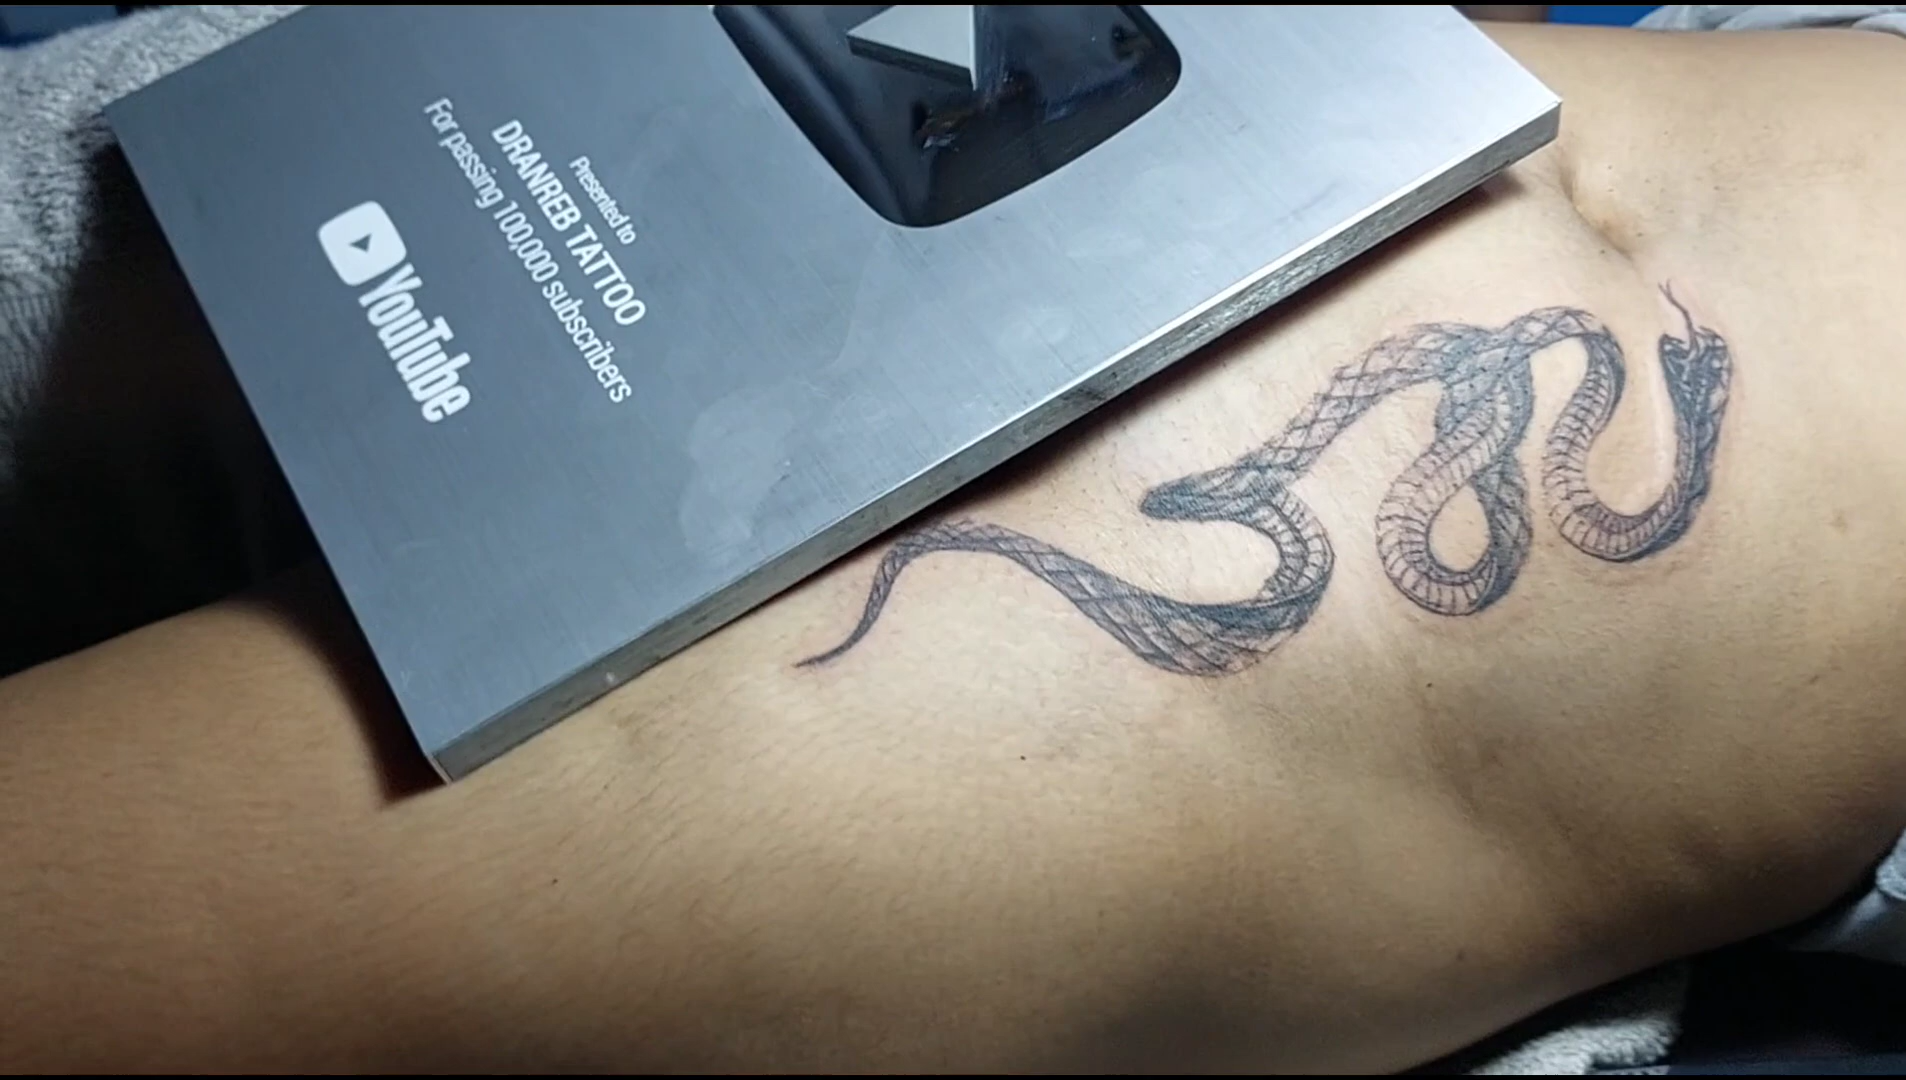 Presented to
DRANREB TATTOO
For passing 100,000 subscribers
YouTube